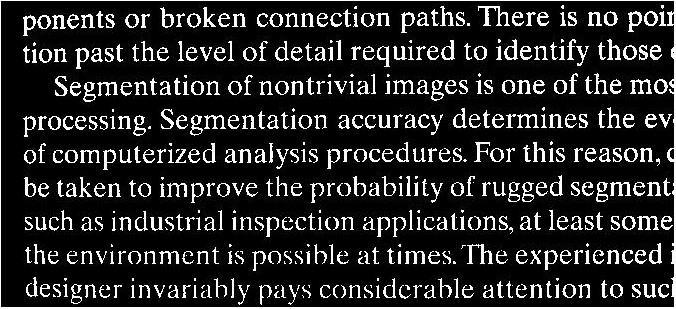 ponents or broken connection paths. There is no poin
tion past the level of detail required to identify those
Segmentation of nontrivial images is one of the mos
processing. Segmentation accuracy determines the ev
of computerized analysis procedures. For this reason,
be taken to improve the probability of rugged segmenta
such as industrial inspection applications, at least some
the environment is possible at times. The experienced i
designer invariably pays considerable attention to suc